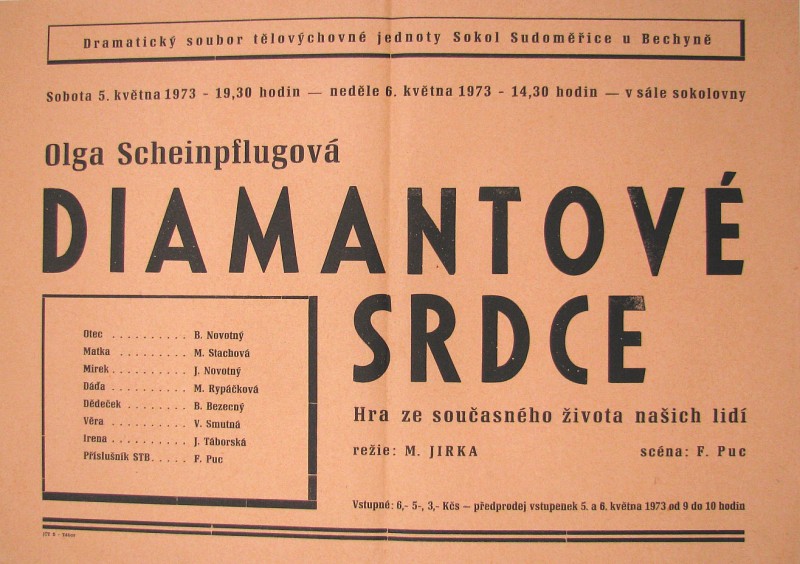 Dramatický soubor tělovýchovné jednoty Sokol Sudoměřice u Bechyně
Sobota 5. května 1973 - 19,30 hodin — neděle 6. května 1973 - 14,30 hodin — v sále sokolovny
Olga Scheinpflugová
DIAMANTOVÉ
SRDCE
Otec . . . . . . . . . . B. Novotný
Matka . . . . . . . . . M. Stachová
Mirek . . . . . . . . . . J. Novotný
Dáďa . . . . . . . . . . M. Rypáčková
Dědeček . . . . . . . . B. Bezecný
Věra . . . . . . . . . . V. Smutná
Irena . . . . . . . . . . J. Táborská
Příslušník STB . . . . . F. Puc
Hra ze současného života našich lidí
režie: M. JIRKA scéna: F. Puc
Vstupné: 6,- 5-, 3,- Kčs — předprodej vstupenek 5. a 6. května 1973 od 9 do 10 hodin